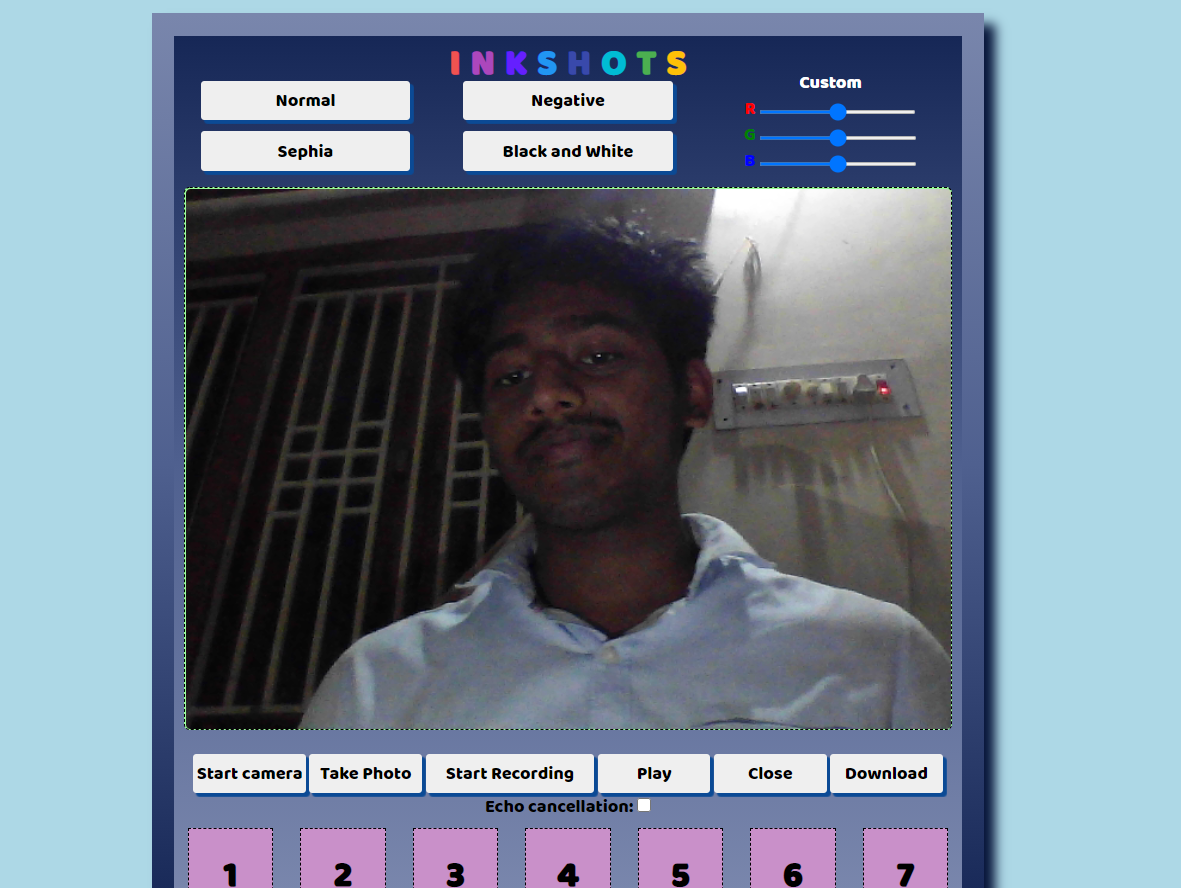 INKSHOTS
Normal
Negative
Custom
R
G
B
Sephia
Black and White
Start camera
Take Photo
Start Recording
Play
Close
Download
Echo cancellation:
1 2 3 4 5 6 7